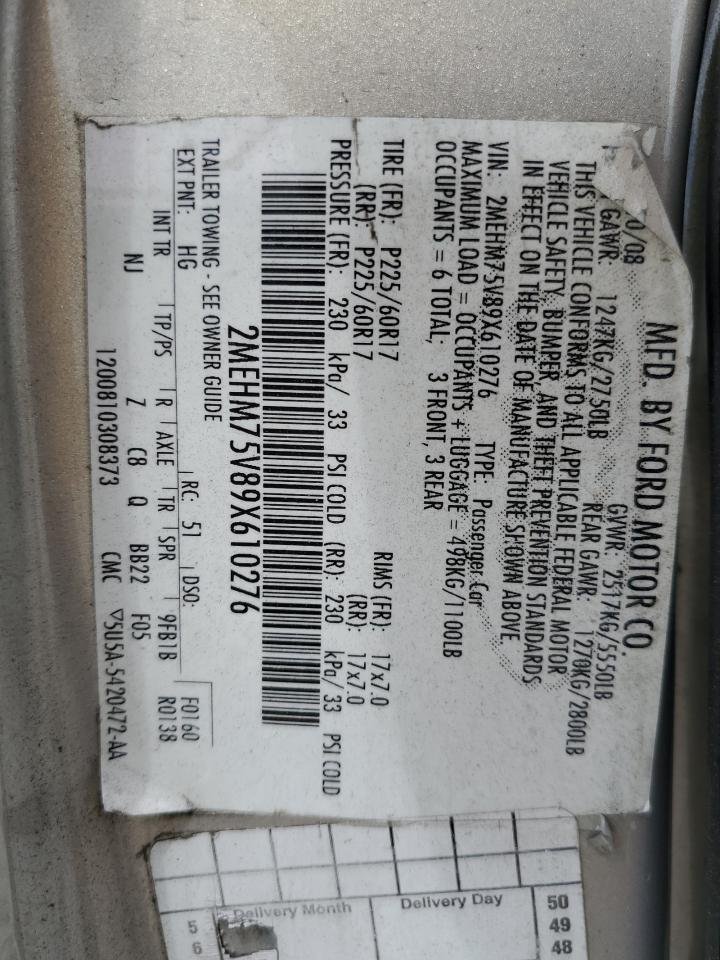 MFD. BY FORD MOTOR CO.
0/08
GVWR: 2517KG/5550LB
GAWR: 1247KG/2750LB
REAR GAWR: 1270KG/2800LB
THIS VEHICLE CONFORMS TO ALL APPLICABLE FEDERAL MOTOR
VEHICLE SAFETY, BUMPER, AND THEFT PREVENTION STANDARDS
IN EFFECT ON THE DATE OF MANUFACTURE SHOWN ABOVE.
VIN: 2MEHM75V89X610276 TYPE: Passenger Car
MAXIMUM LOAD = OCCUPANTS + LUGGAGE = 498KG/1100LB
OCCUPANTS = 6 TOTAL, 3 FRONT, 3 REAR
TIRE (FR): P225/60R17 RIMS (FR): 17x7.0
(RR): P225/60R17 (RR): 17x7.0
PRESSURE (FR): 230 kPa/ 33 PSI COLD (RR): 230 kPa/ 33 PSI COLD
2MEHM75V89X610276
TRAILER TOWING - SEE OWNER GUIDE
EXT PNT: HG RC: 51 DSO: F0160
INT TR TP/PS R AXLE TR SPR 9FB1B R0138
NJ Z C8 Q BB22 F05
1200810308373 CMC ▽5U5A-5420472-AA
Delivery Month Delivery Day
5 50
6 49
48